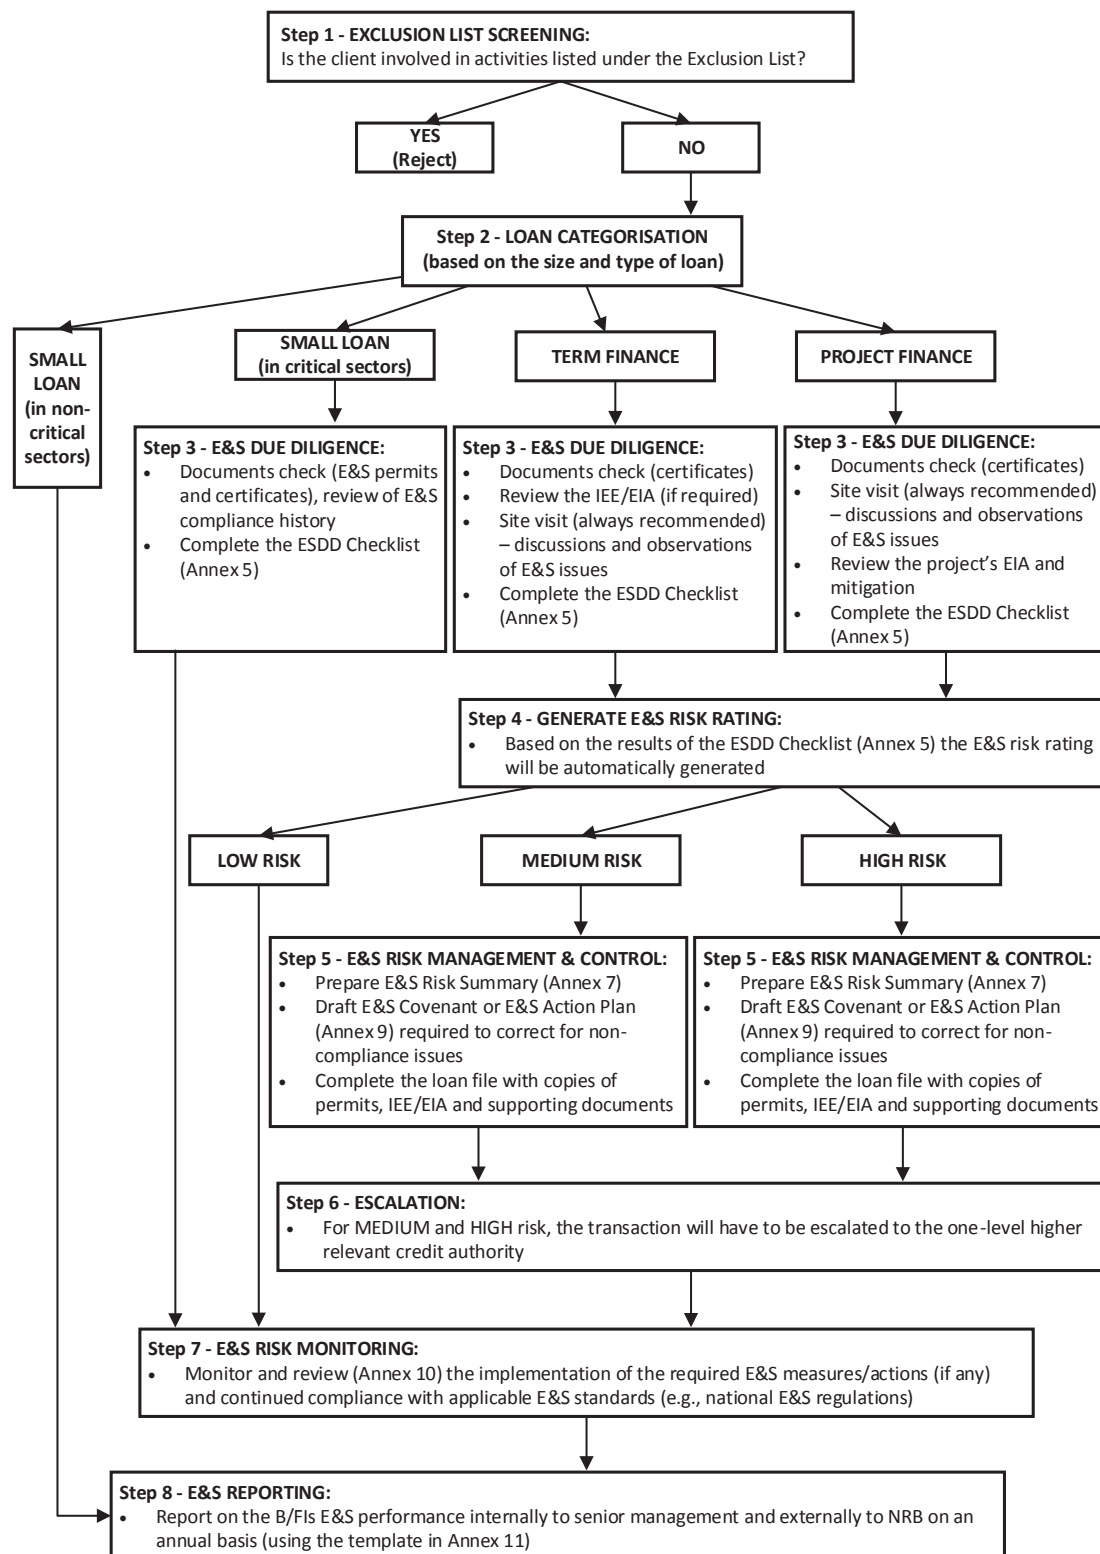 Step 1 - EXCLUSION LIST SCREENING:
Is the client involved in activities listed under the Exclusion List?
YES
(Reject)
NO
Step 2 - LOAN CATEGORISATION
(based on the size and type of loan)
SMALL
LOAN
(in non-
critical
sectors)
SMALL LOAN
(in critical sectors)
TERM FINANCE
PROJECT FINANCE
Step 3 - E&S DUE DILIGENCE:
• Documents check (E&S permits
and certificates), review of E&S
compliance history
• Complete the ESDD Checklist
(Annex 5)
Step 3 - E&S DUE DILIGENCE:
• Documents check (certificates)
• Review the IEE/EIA (if required)
• Site visit (always recommended)
– discussions and observations
of E&S issues
• Complete the ESDD Checklist
(Annex 5)
Step 3 - E&S DUE DILIGENCE:
• Documents check (certificates)
• Site visit (always recommended)
– discussions and observations
of E&S issues
• Review the project's EIA and
mitigation
• Complete the ESDD Checklist
(Annex 5)
Step 4 - GENERATE E&S RISK RATING:
• Based on the results of the ESDD Checklist (Annex 5) the E&S risk rating
will be automatically generated
LOW RISK
MEDIUM RISK
HIGH RISK
Step 5 - E&S RISK MANAGEMENT & CONTROL:
• Prepare E&S Risk Summary (Annex 7)
• Draft E&S Covenant or E&S Action Plan
(Annex 9) required to correct for non-
compliance issues
• Complete the loan file with copies of
permits, IEE/EIA and supporting documents
Step 5 - E&S RISK MANAGEMENT & CONTROL:
• Prepare E&S Risk Summary (Annex 7)
• Draft E&S Covenant or E&S Action Plan
(Annex 9) required to correct for non-
compliance issues
• Complete the loan file with copies of
permits, IEE/EIA and supporting documents
Step 6 - ESCALATION:
• For MEDIUM and HIGH risk, the transaction will have to be escalated to the one-level higher
relevant credit authority
Step 7 - E&S RISK MONITORING:
• Monitor and review (Annex 10) the implementation of the required E&S measures/actions (if any)
and continued compliance with applicable E&S standards (e.g., national E&S regulations)
Step 8 - E&S REPORTING:
• Report on the B/FIs E&S performance internally to senior management and externally to NRB on an
annual basis (using the template in Annex 11)